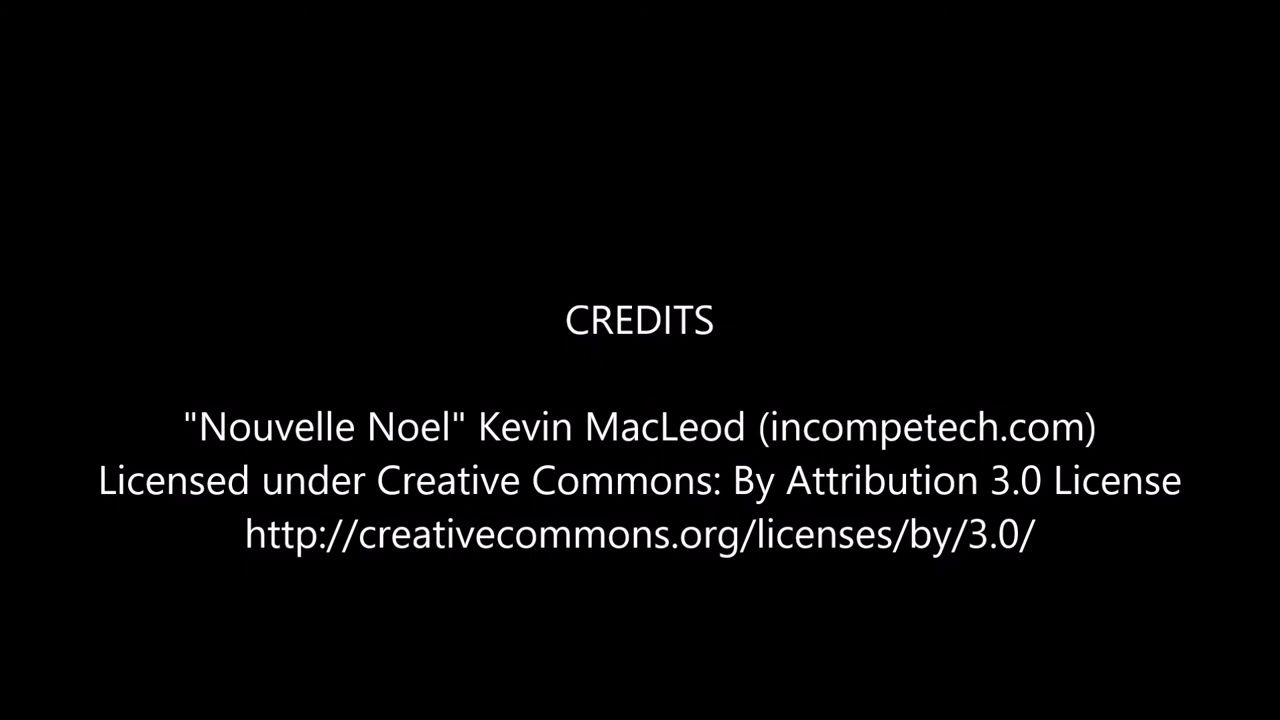 CREDITS
"Nouvelle Noel" Kevin MacLeod (incompetech.com)
Licensed under Creative Commons: By Attribution 3.0 License
http://creativecommons.org/licenses/by/3.0/